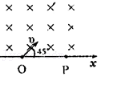 × × × ×
× × × ×
× × × ×
υ 45°
O P x